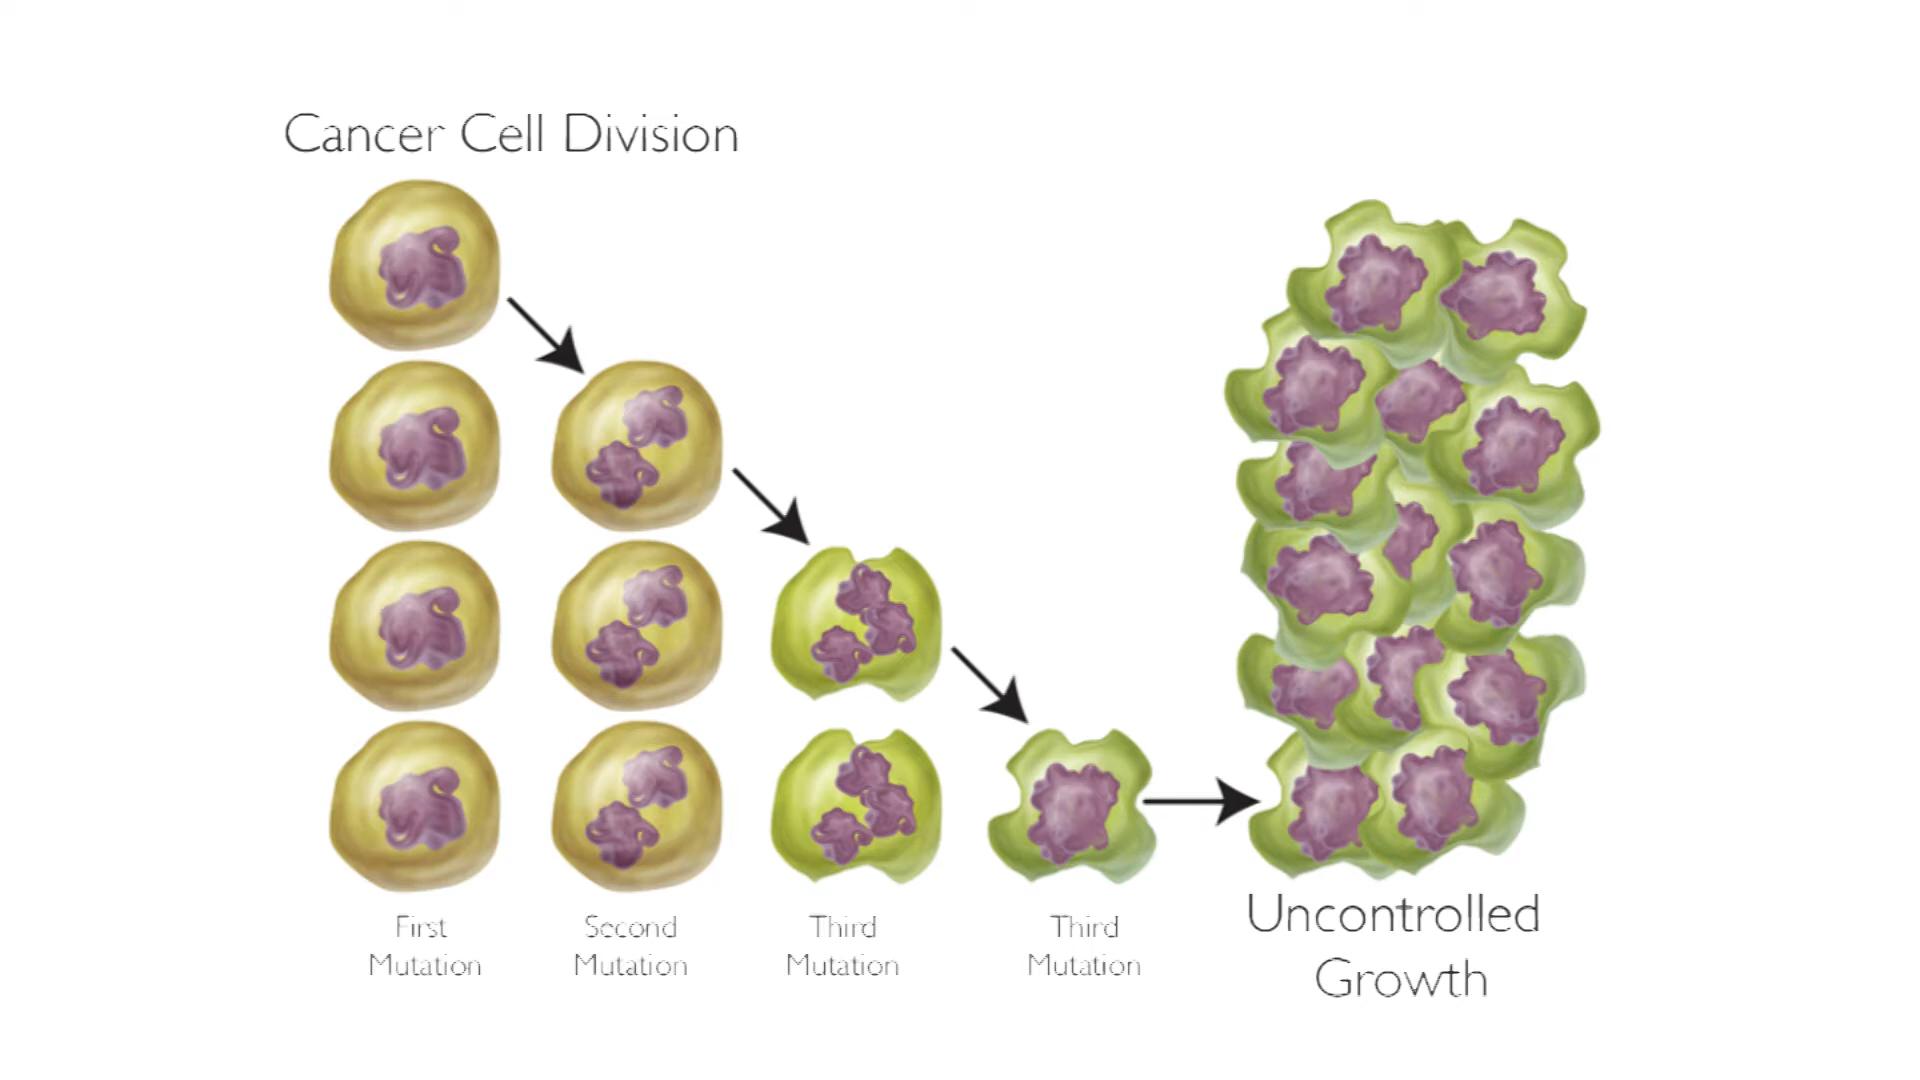 Cancer Cell Division
First
Mutation
Second
Mutation
Third
Mutation
Third
Mutation
Uncontrolled
Growth